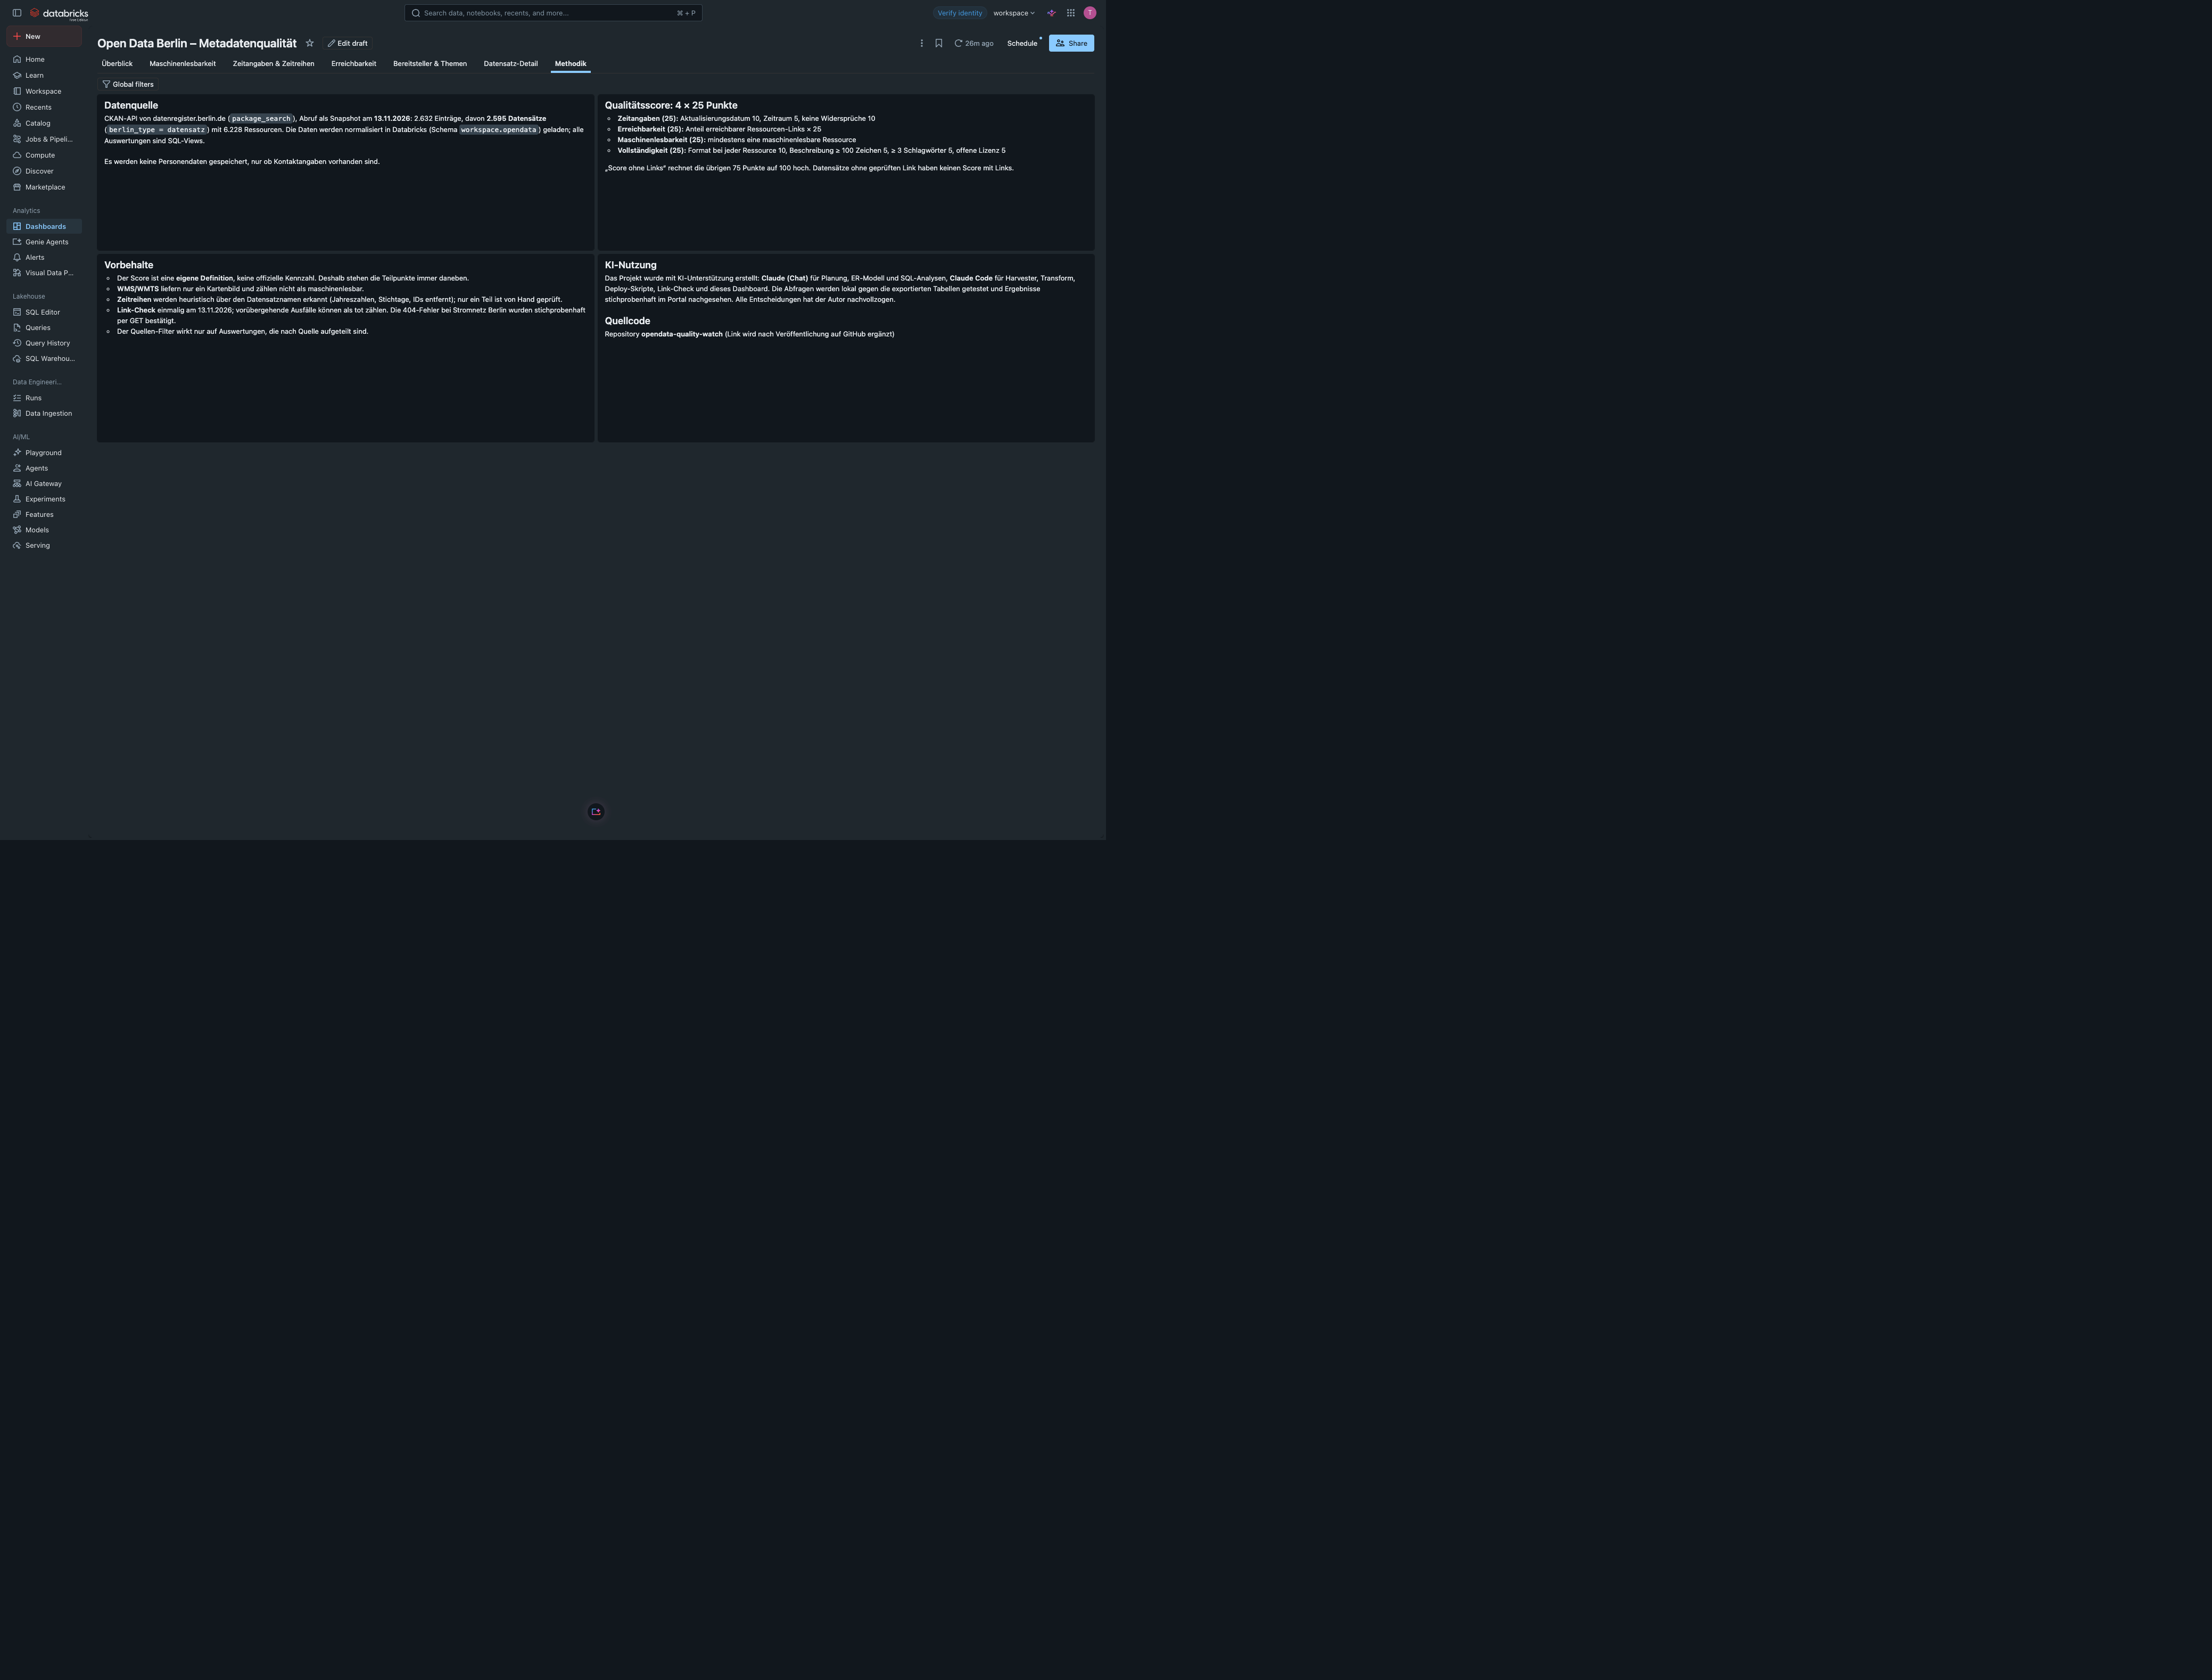 databricks
Search data, notebooks, recents, and more...
⌘ + P
Verify identity
workspace
T
New
Home
Learn
Workspace
Recents
Catalog
Jobs & Pipeli...
Compute
Discover
Marketplace
Analytics
Dashboards
Genie Agents
Alerts
Visual Data P...
Lakehouse
SQL Editor
Queries
Query History
SQL Warehou...
Data Engineeri...
Runs
Data Ingestion
AI/ML
Playground
Agents
AI Gateway
Experiments
Features
Models
Serving
Open Data Berlin – Metadatenqualität
Edit draft
26m ago
Schedule
Share
Überblick
Maschinenlesbarkeit
Zeitangaben & Zeitreihen
Erreichbarkeit
Bereitsteller & Themen
Datensatz-Detail
Methodik
Global filters
Datenquelle
CKAN-API von datenregister.berlin.de (package_search), Abruf als Snapshot am 13.11.2026: 2.632 Einträge, davon 2.595 Datensätze
(berlin_type = datensatz) mit 6.228 Ressourcen. Die Daten werden normalisiert in Databricks (Schema workspace.opendata) geladen; alle
Auswertungen sind SQL-Views.
Es werden keine Personendaten gespeichert, nur ob Kontaktangaben vorhanden sind.
Qualitätsscore: 4 × 25 Punkte
Zeitangaben (25): Aktualisierungsdatum 10, Zeitraum 5, keine Widersprüche 10
Erreichbarkeit (25): Anteil erreichbarer Ressourcen-Links × 25
Maschinenlesbarkeit (25): mindestens eine maschinenlesbare Ressource
Vollständigkeit (25): Format bei jeder Ressource 10, Beschreibung ≥ 100 Zeichen 5, ≥ 3 Schlagwörter 5, offene Lizenz 5
„Score ohne Links“ rechnet die übrigen 75 Punkte auf 100 hoch. Datensätze ohne geprüften Link haben keinen Score mit Links.
Vorbehalte
Der Score ist eine eigene Definition, keine offizielle Kennzahl. Deshalb stehen die Teilpunkte immer daneben.
WMS/WMTS liefern nur ein Kartenbild und zählen nicht als maschinenlesbar.
Zeitreihen werden heuristisch über den Datensatznamen erkannt (Jahreszahlen, Stichtage, IDs entfernt); nur ein Teil ist von Hand geprüft.
Link-Check einmalig am 13.11.2026; vorübergehende Ausfälle können als tot zählen. Die 404-Fehler bei Stromnetz Berlin wurden stichprobenhaft
per GET bestätigt.
Der Quellen-Filter wirkt nur auf Auswertungen, die nach Quelle aufgeteilt sind.
KI-Nutzung
Das Projekt wurde mit KI-Unterstützung erstellt: Claude (Chat) für Planung, ER-Modell und SQL-Analysen, Claude Code für Harvester, Transform,
Deploy-Skripte, Link-Check und dieses Dashboard. Die Abfragen werden lokal gegen die exportierten Tabellen getestet und Ergebnisse
stichprobenhaft im Portal nachgesehen. Alle Entscheidungen hat der Autor nachvollzogen.
Quellcode
Repository opendata-quality-watch (Link wird nach Veröffentlichung auf GitHub ergänzt)